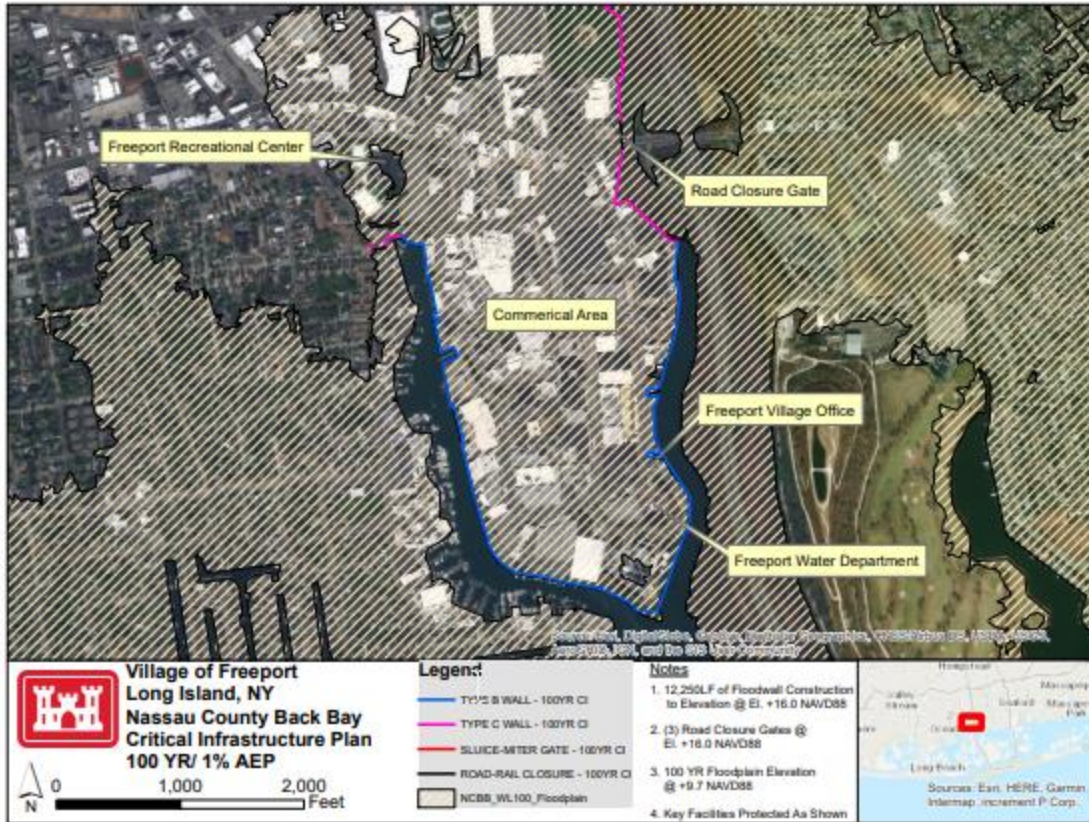 Freeport Recreational Center
Road Closure Gate
Commerical Area
Freeport Village Office
Freeport Water Department
Village of Freeport
Long Island, NY
Nassau County Back Bay
Critical Infrastructure Plan
100 YR/ 1% AEP
N
0 1,000 2,000
Feet
Legend
TYPE B WALL - 100YR CI
TYPE C WALL - 100YR CI
SLUICE-MITER GATE - 100YR CI
ROAD-RAIL CLOSURE - 100YR CI
NCBB_WL100_Floodplain
Notes
1. 12,250LF of Floodwall Construction
to Elevation @ El. +16.0 NAVD88
2. (3) Road Closure Gates @
El. +16.0 NAVD88
3. 100 YR Floodplain Elevation
@ +9.7 NAVD88
4. Key Facilities Protected As Shown
Hempstead
Long Beach
Sources: Esri, HERE, Garmin
Intermap, increment P Corp.